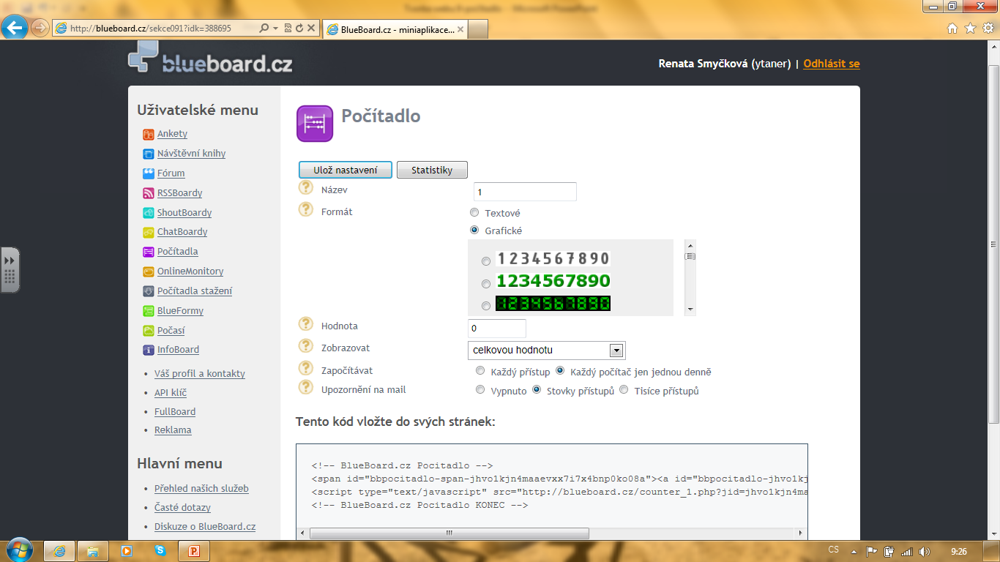 http://blueboard.cz/sekce091?idk=388695
BlueBoard.cz - miniaplikace...
blueboard.cz
Renata Smyčková (ytaner) | Odhlásit se
Uživatelské menu
Ankety
Návštěvní knihy
Fórum
RSSBoardy
ShoutBoardy
ChatBoardy
Počítadla
OnlineMonitory
Počítadla stažení
BlueFormy
Počasí
InfoBoard
Váš profil a kontakty
API klíč
FullBoard
Reklama
Hlavní menu
Přehled našich služeb
Časté dotazy
Diskuze o BlueBoard.cz
Počítadlo
Ulož nastavení Statistiky
Název 1
Formát Textové
Grafické
1234567890
1234567890
1234567890
Hodnota 0
Zobrazovat celkovou hodnotu
Započítávat Každý přístup Každý počítač jen jednou denně
Upozornění na mail Vypnuto Stovky přístupů Tisíce přístupů
Tento kód vložte do svých stránek:
<!-- BlueBoard.cz Pocitadlo -->
<span id="bbpocitadlo-span-jhvo1kjn4maaevxx7i7x4bnp0ko08a"><a id="bbpocitadlo-jhvo1kj
<script type="text/javascript" src="http://blueboard.cz/counter_1.php?jid=jhvo1kjn4ma
<!-- BlueBoard.cz Pocitadlo KONEC -->
CS 9:26